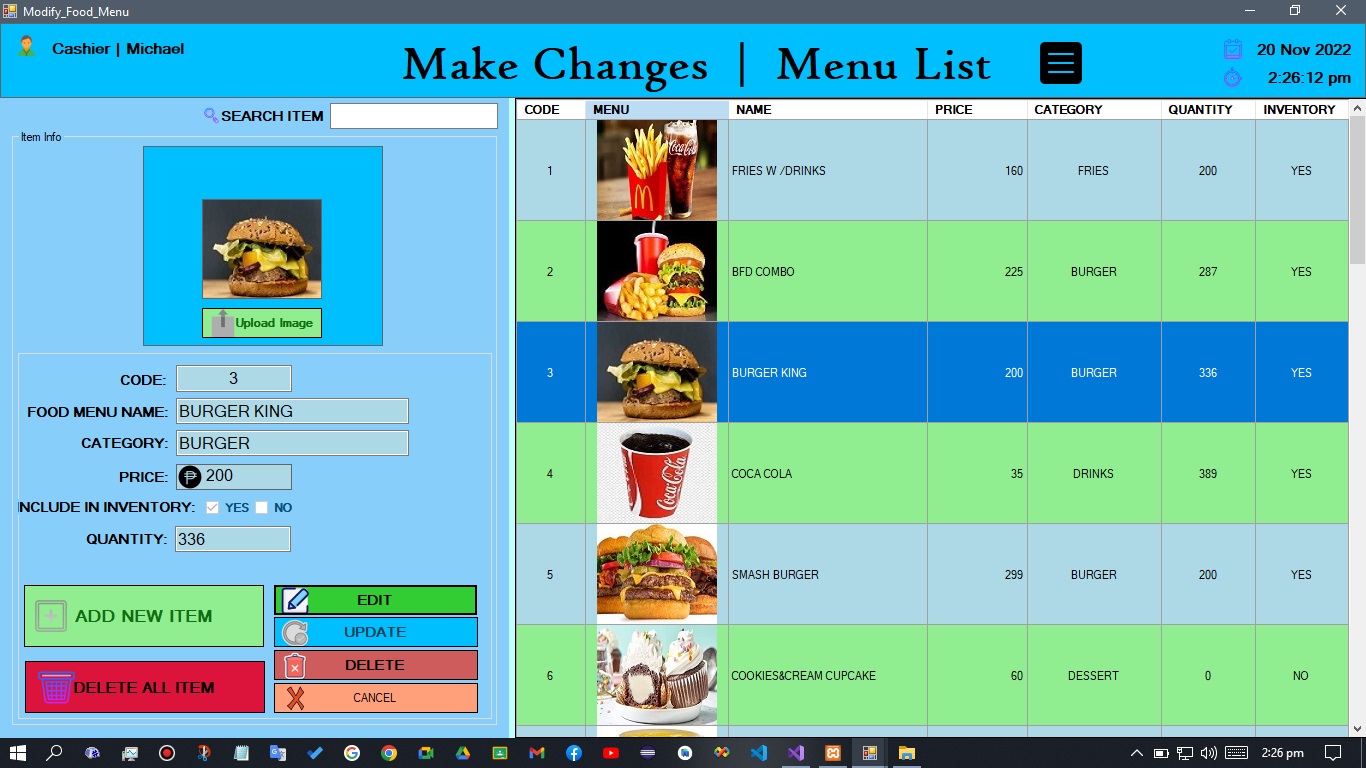 Modify_Food_Menu
Cashier | Michael
Make Changes | Menu List
20 Nov 2022
2:26:12 pm
SEARCH ITEM
Item Info
Upload Image
CODE: 3
FOOD MENU NAME: BURGER KING
CATEGORY: BURGER
PRICE: 200
INCLUDE IN INVENTORY: YES NO
QUANTITY: 336
ADD NEW ITEM
EDIT
UPDATE
DELETE ALL ITEM
DELETE
CANCEL
CODE MENU NAME PRICE CATEGORY QUANTITY INVENTORY
Coca-Cola
1 FRIES W /DRINKS 160 FRIES 200 YES
2 BFD COMBO 225 BURGER 287 YES
3 BURGER KING 200 BURGER 336 YES
Coca-Cola
4 COCA COLA 35 DRINKS 389 YES
5 SMASH BURGER 299 BURGER 200 YES
6 COOKIES&CREAM CUPCAKE 60 DESSERT 0 NO
2:26 pm